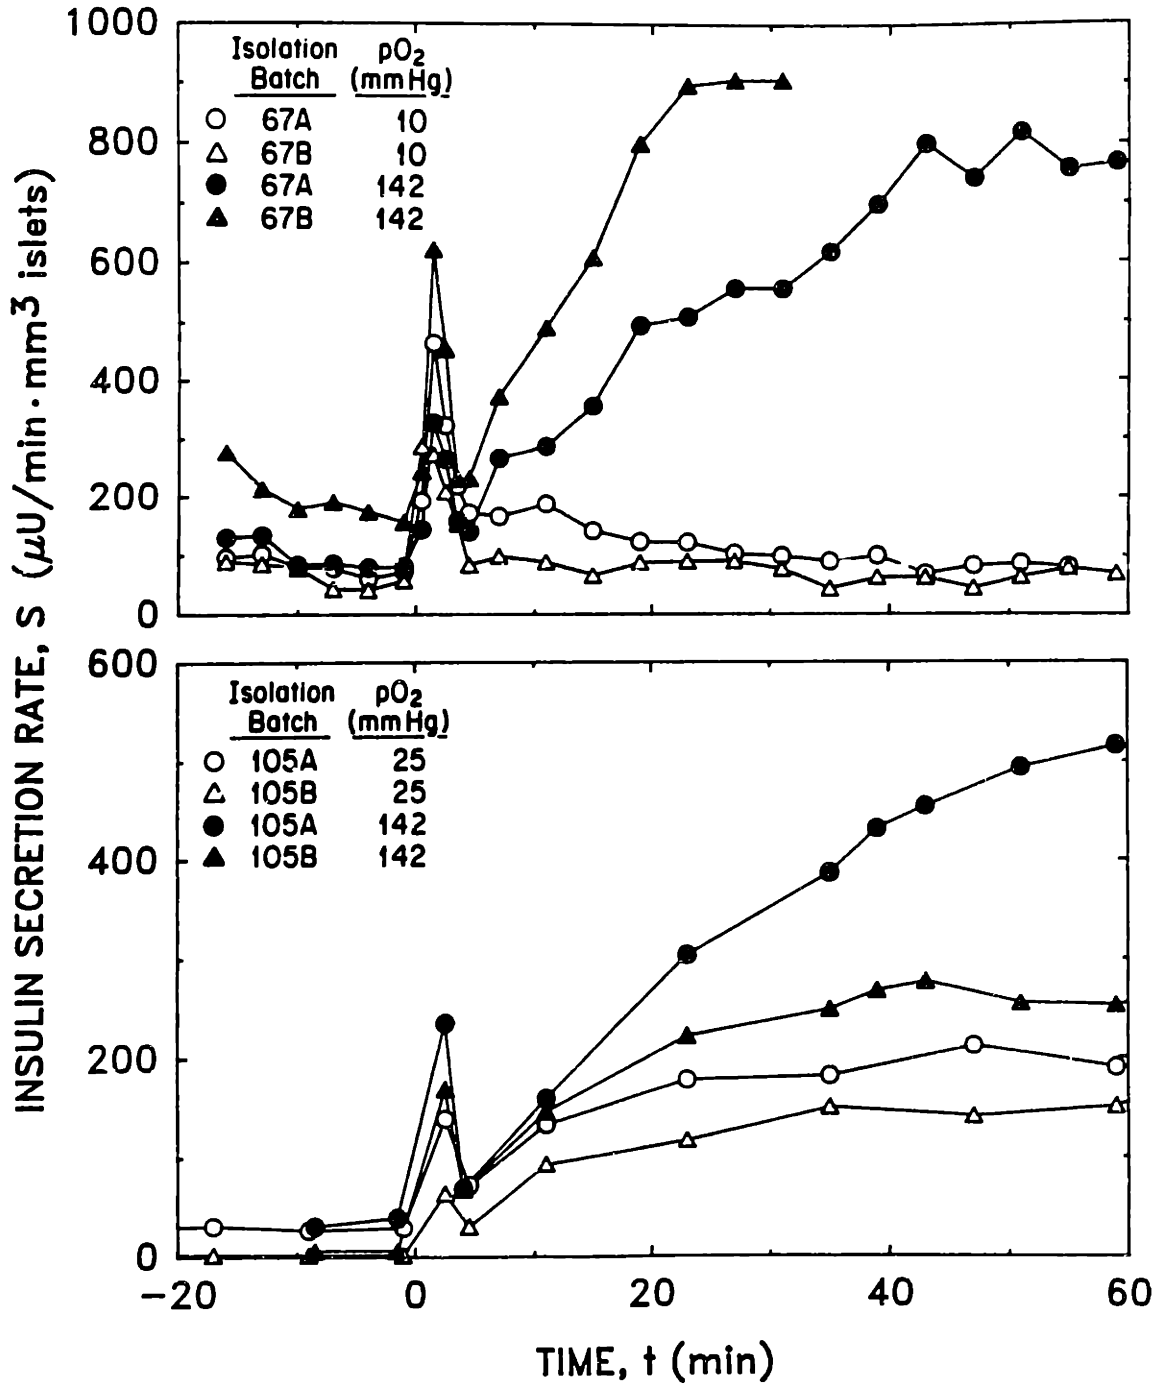 INSULIN SECRETION RATE, S (μU/min·mm³ islets)
1000
800
600
400
200
0
Isolation Batch pO₂ (mmHg)
67A 10
67B 10
67A 142
67B 142
600
400
200
0
Isolation Batch pO₂ (mmHg)
105A 25
105B 25
105A 142
105B 142
-20 0 20 40 60
TIME, t (min)